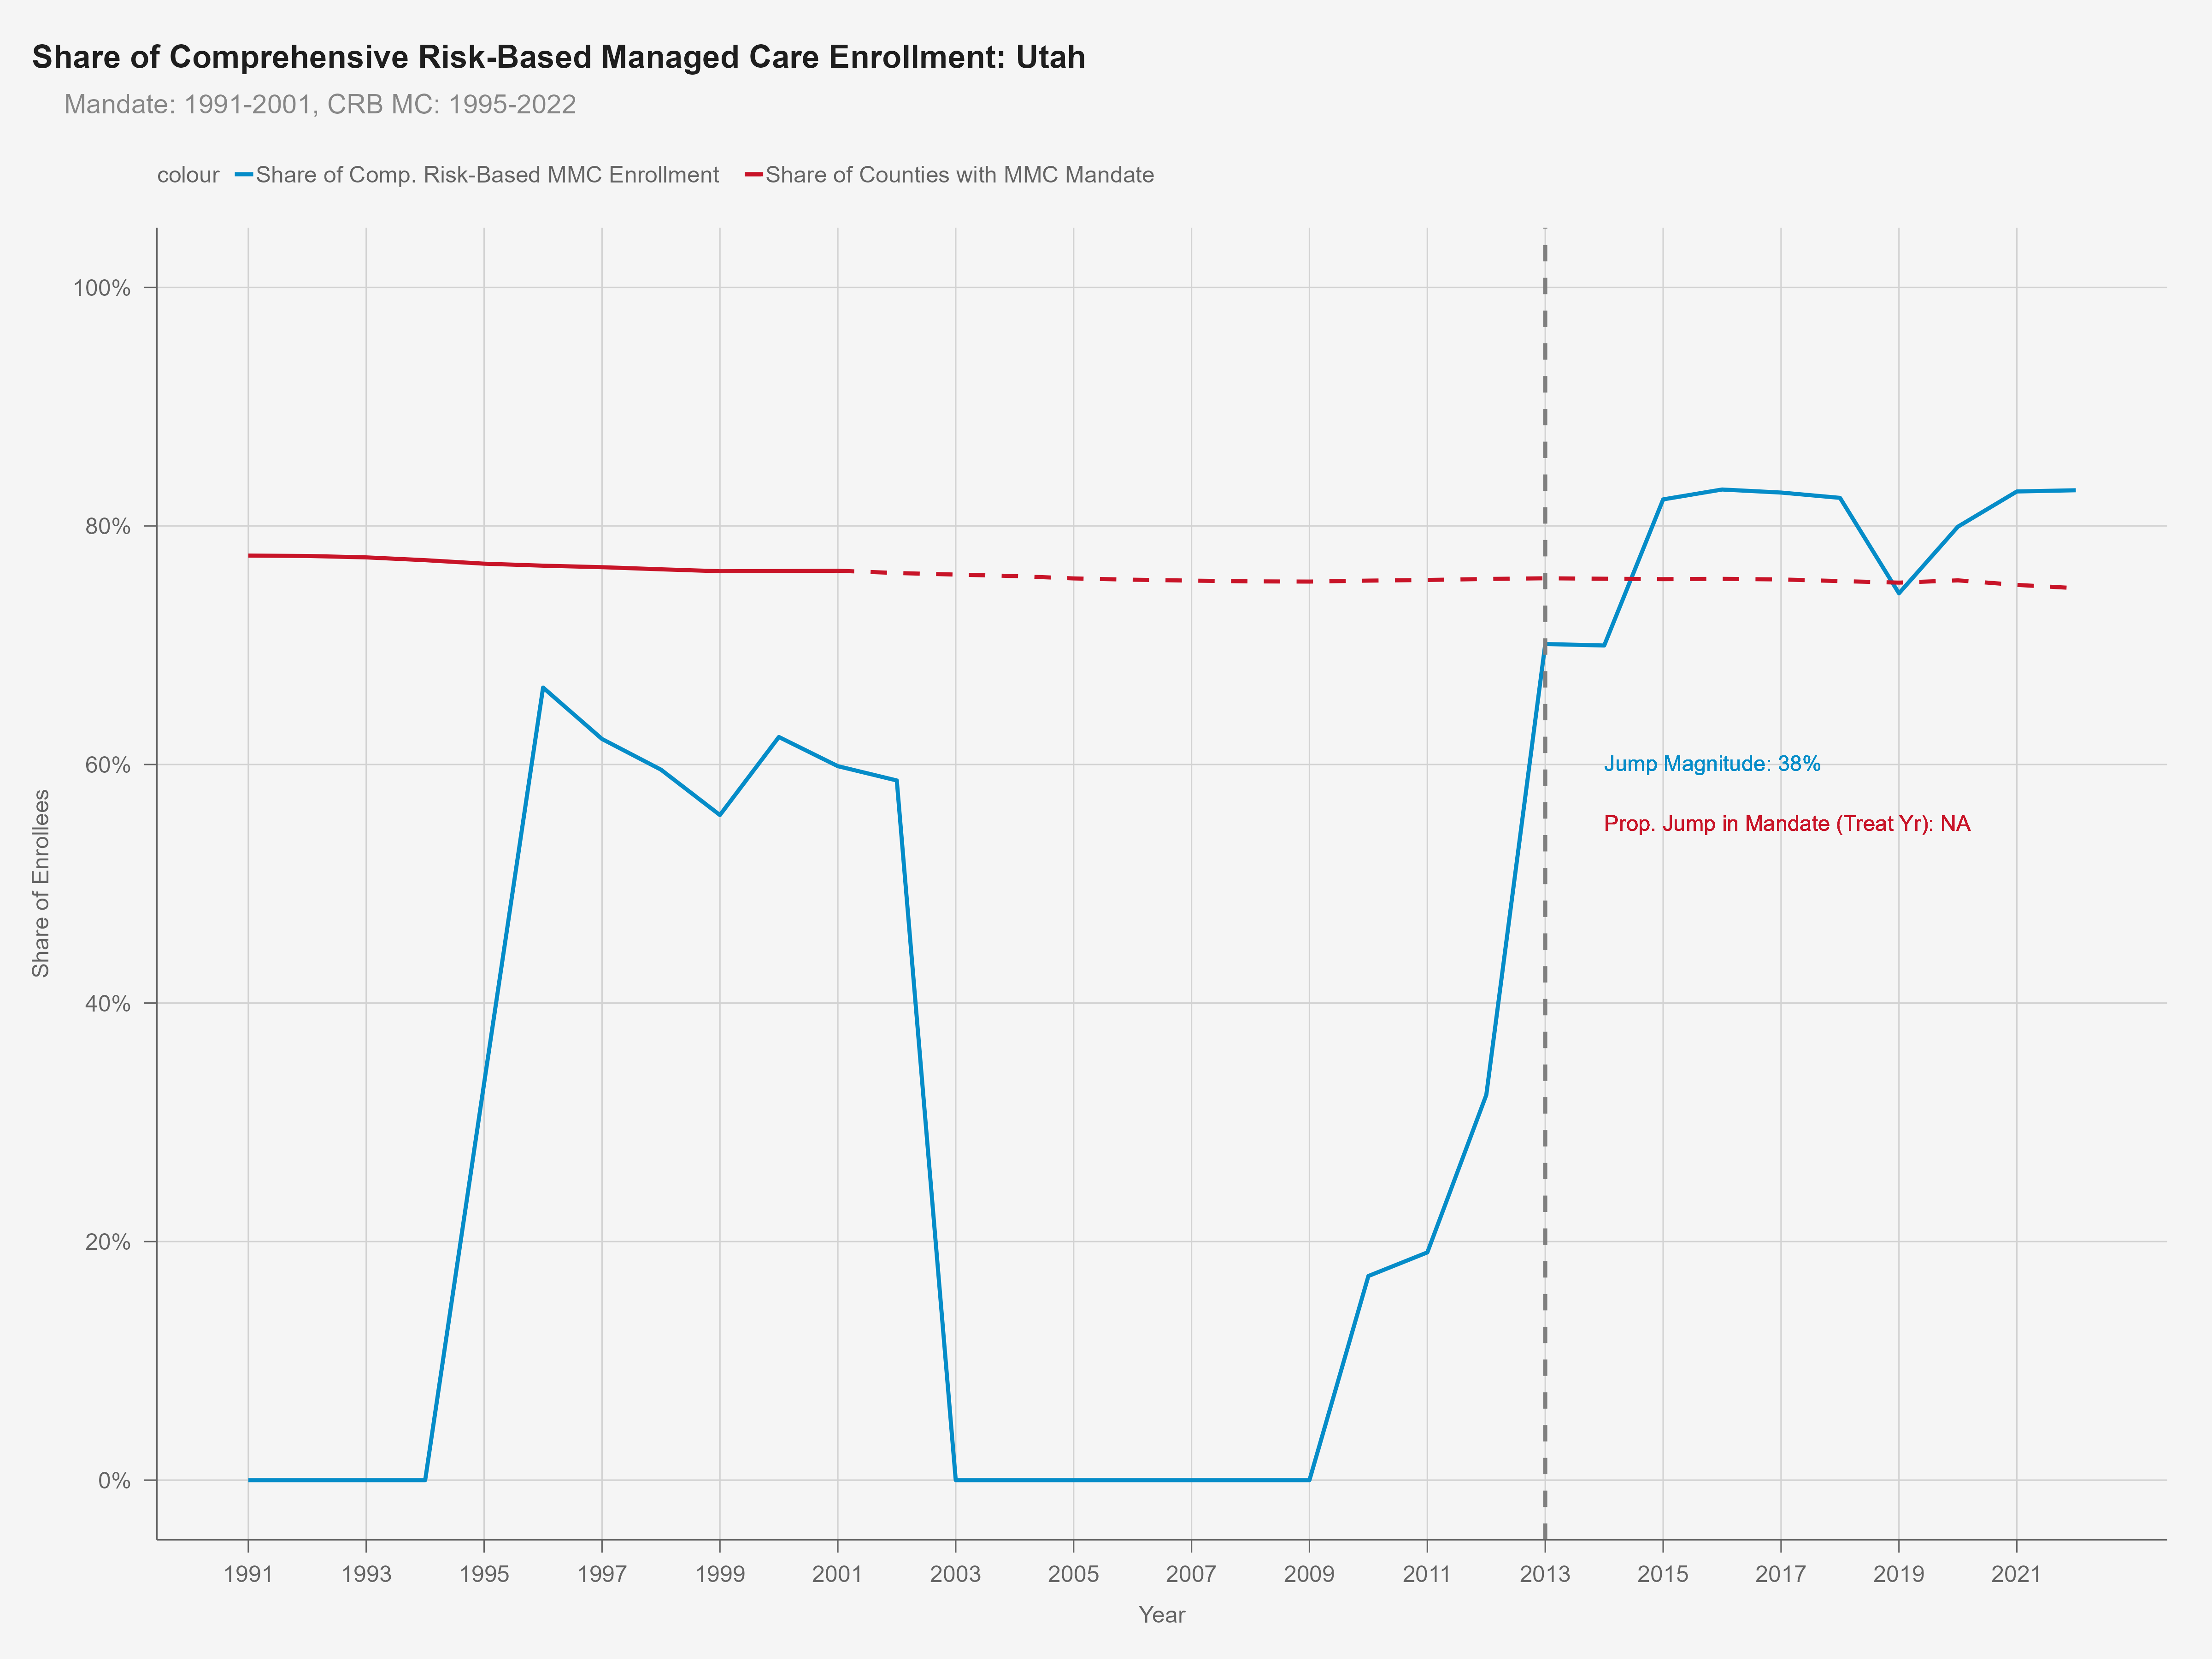 Share of Comprehensive Risk-Based Managed Care Enrollment: Utah
Mandate: 1991-2001, CRB MC: 1995-2022
colour Share of Comp. Risk-Based MMC Enrollment Share of Counties with MMC Mandate
100%
80%
60%
40%
20%
0%
Share of Enrollees
Jump Magnitude: 38%
Prop. Jump in Mandate (Treat Yr): NA
1991 1993 1995 1997 1999 2001 2003 2005 2007 2009 2011 2013 2015 2017 2019 2021
Year